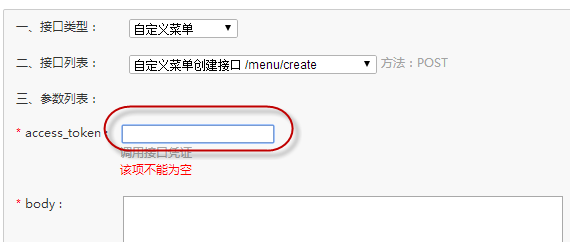 一、接口类型： 自定义菜单
二、接口列表： 自定义菜单创建接口 /menu/create 方法：POST
三、参数列表：
* access_token： 
调用接口凭证
该项不能为空
* body：